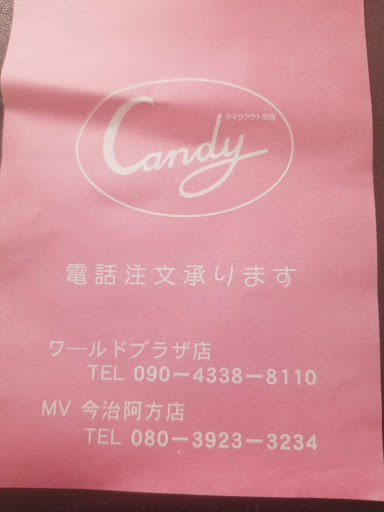 テイクアウトの店
Candy
電話注文承ります
ワールドプラザ店
TEL 090−4338−8110
MV 今治阿方店
TEL 080−3923−3234